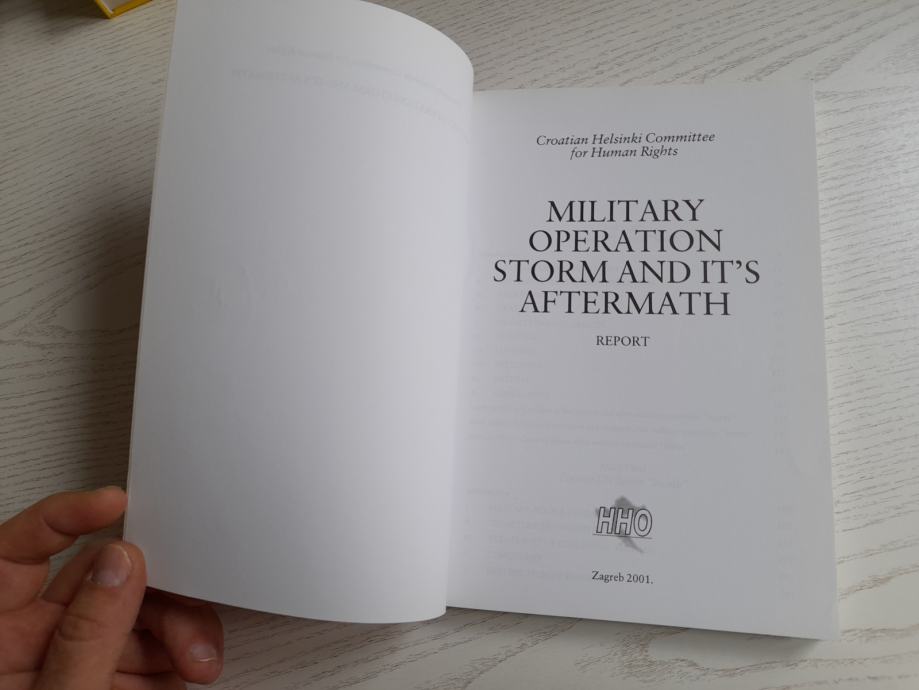 Croatian Helsinki Committee
for Human Rights
MILITARY
OPERATION
STORM AND IT'S
AFTERMATH
REPORT
HHO
Zagreb 2001.